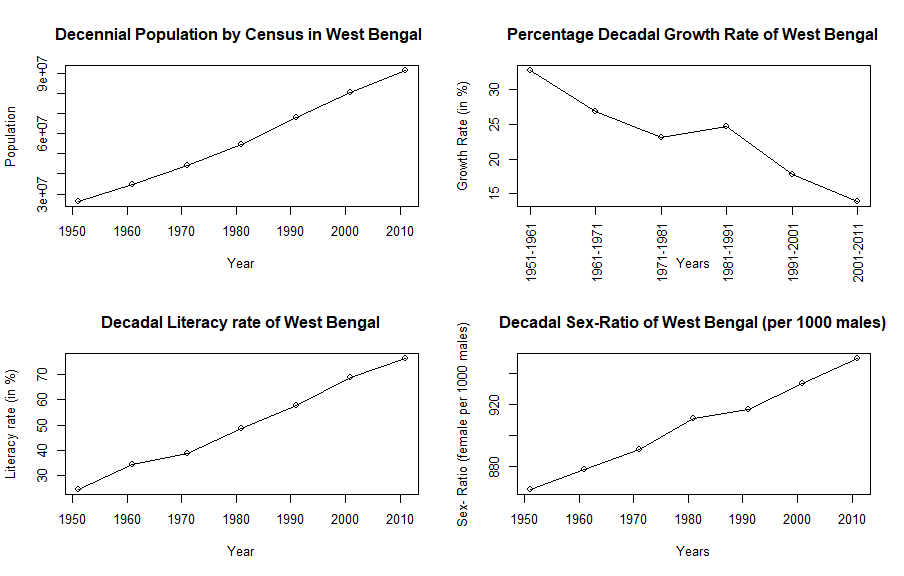 Decennial Population by Census in West Bengal
Population
9e+07
6e+07
3e+07
1950 1960 1970 1980 1990 2000 2010
Year
Percentage Decadal Growth Rate of West Bengal
Growth Rate (in %)
30
25
20
15
1951-1961 1961-1971 1971-1981 1981-1991 1991-2001 2001-2011
Years
Decadal Literacy rate of West Bengal
Literacy rate (in %)
70
60
50
40
30
1950 1960 1970 1980 1990 2000 2010
Year
Decadal Sex-Ratio of West Bengal (per 1000 males)
Sex- Ratio (female per 1000 males)
920
880
1950 1960 1970 1980 1990 2000 2010
Years